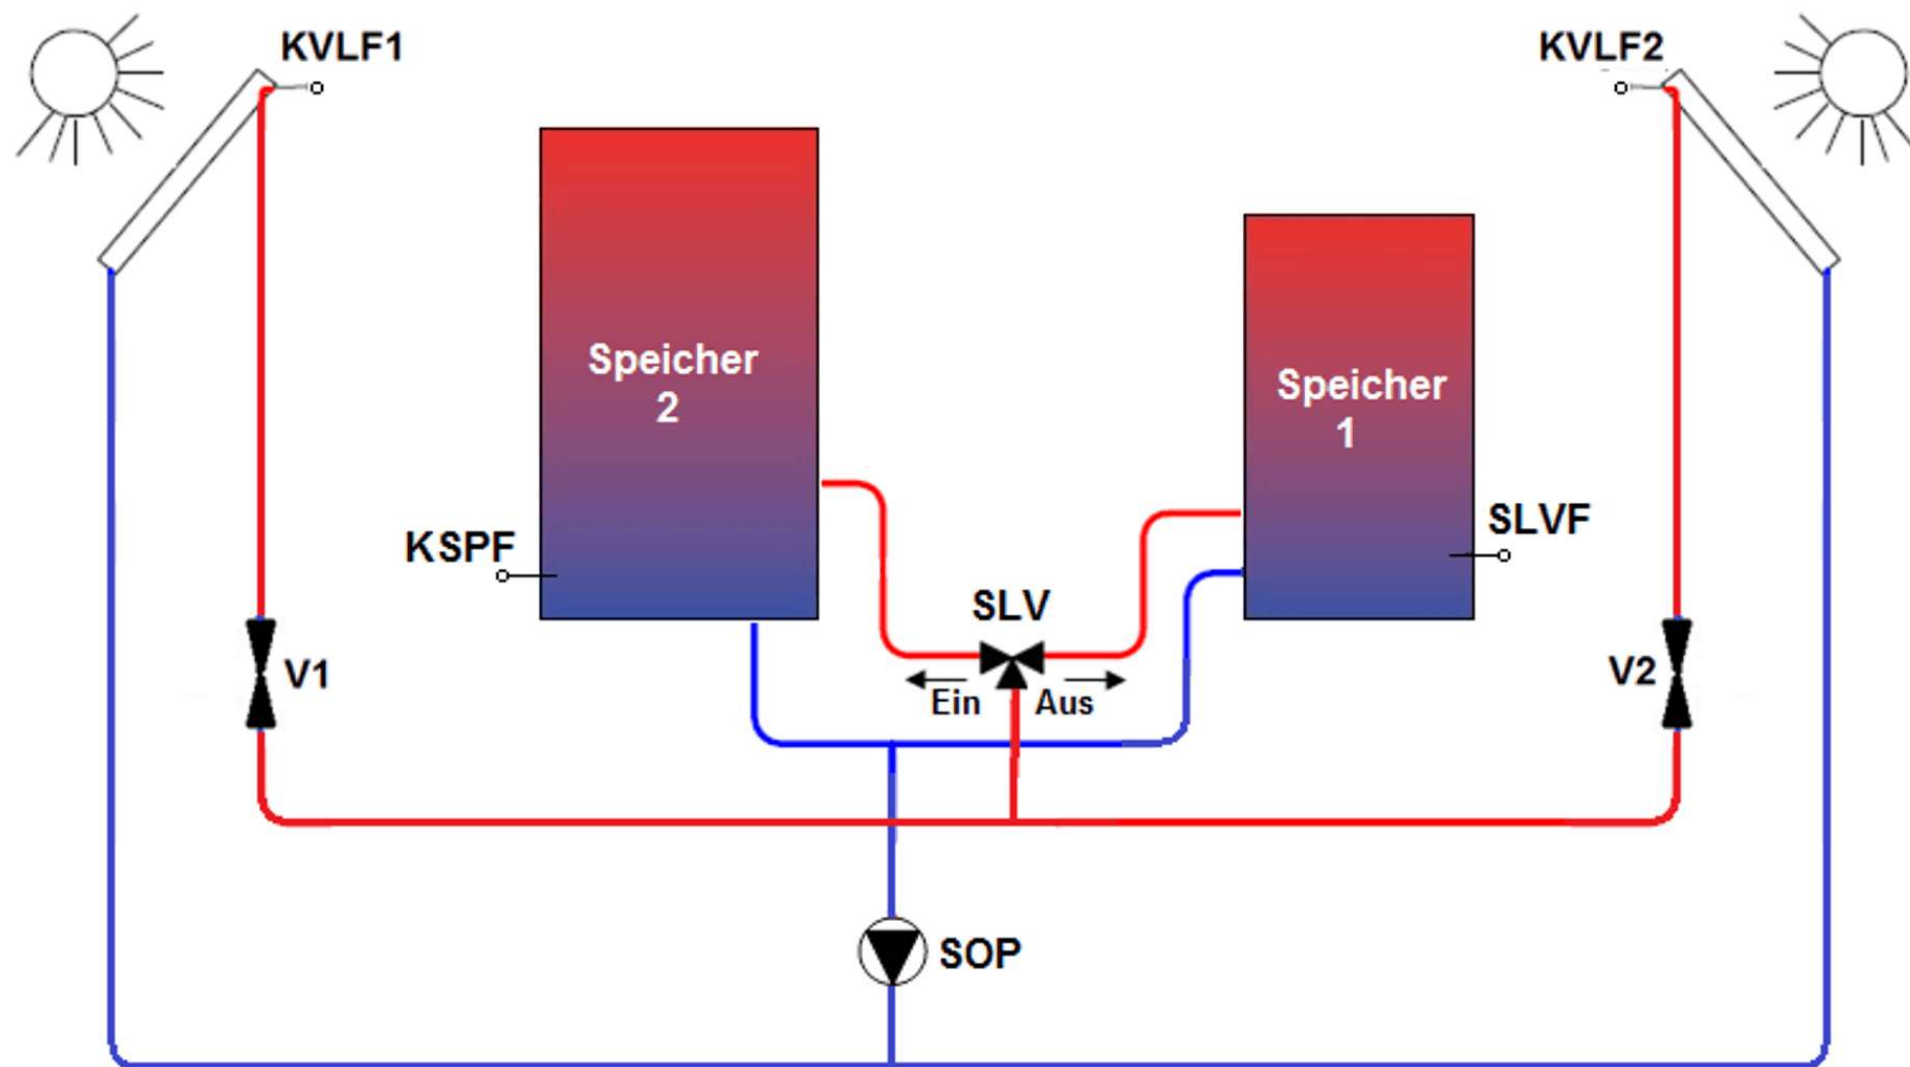 KVLF1
KVLF2
Speicher
2
Speicher
1
KSPF
SLVF
SLV
V1
V2
Ein
Aus
SOP